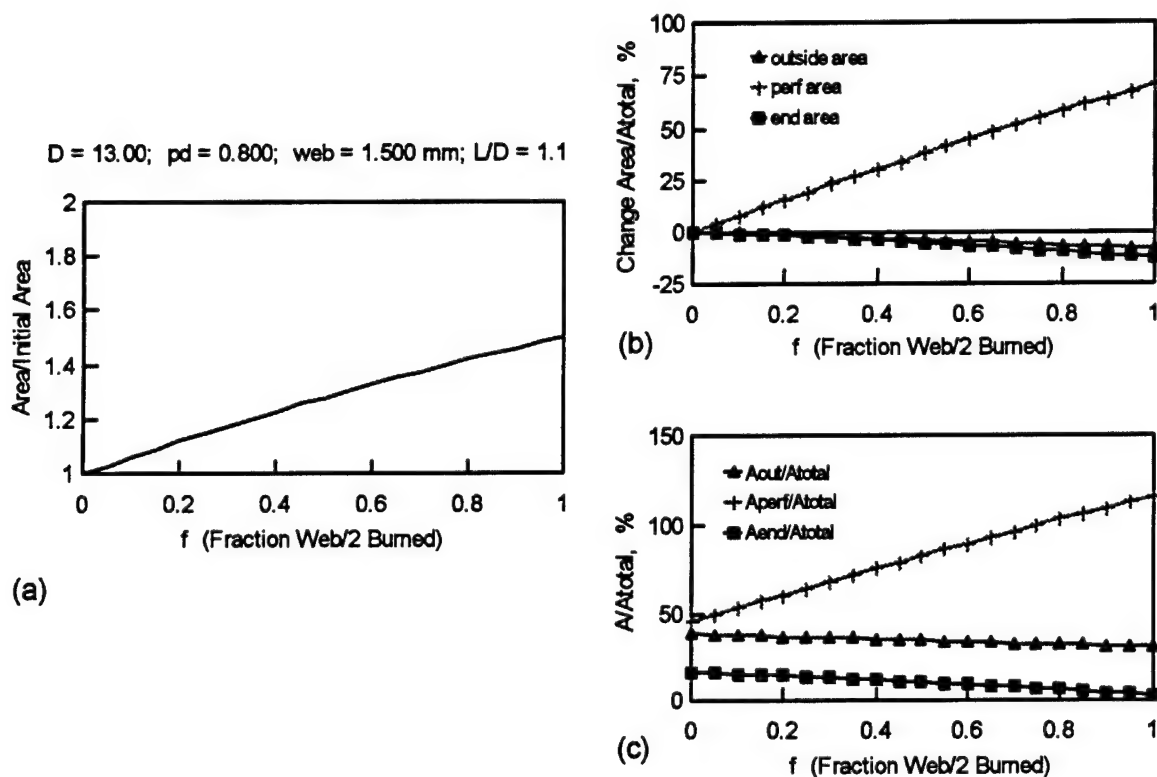 D = 13.00; pd = 0.800; web = 1.500 mm; L/D = 1.1
Area/Initial Area
2
1.8
1.6
1.4
1.2
1
0 0.2 0.4 0.6 0.8 1
f (Fraction Web/2 Burned)
(a)
Change Area/Atotal, %
100
75
50
25
0
-25
outside area
perf area
end area
0 0.2 0.4 0.6 0.8 1
f (Fraction Web/2 Burned)
(b)
A/Atotal, %
150
100
50
0
Aout/Atotal
Aperf/Atotal
Aend/Atotal
0 0.2 0.4 0.6 0.8 1
f (Fraction Web/2 Burned)
(c)